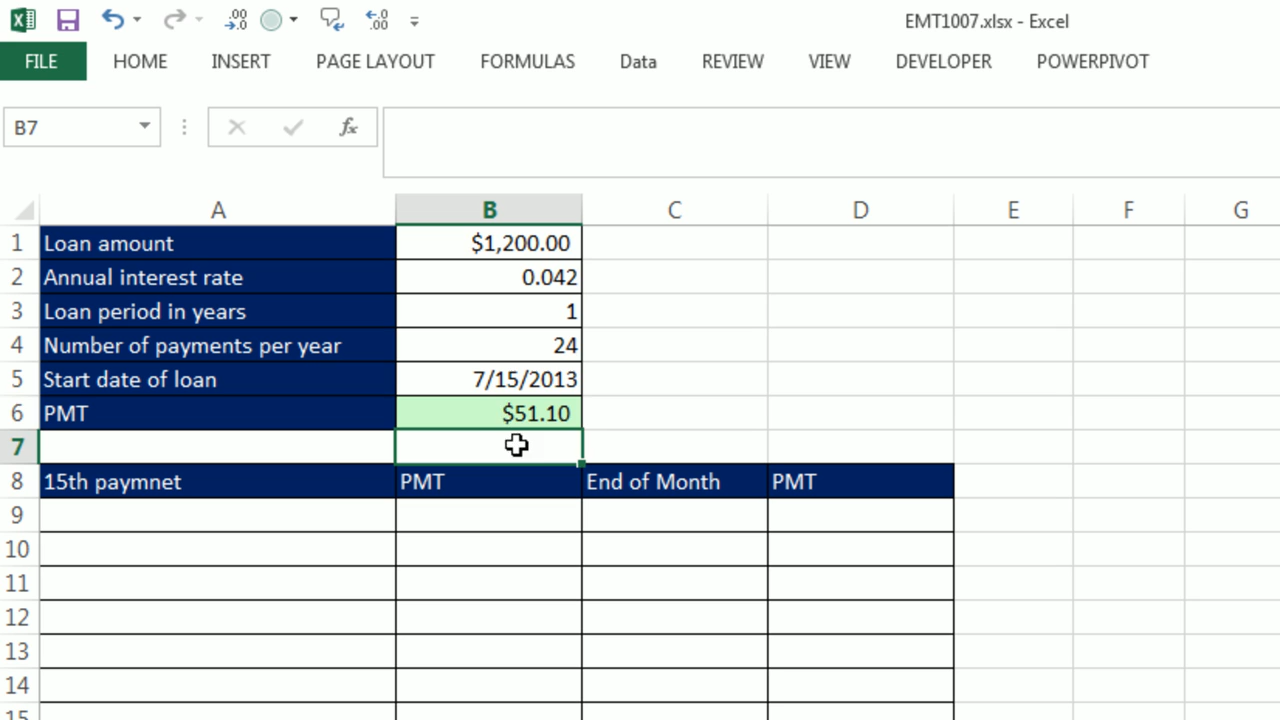 EMT1007.xlsx - Excel
FILE HOME INSERT PAGE LAYOUT FORMULAS Data REVIEW VIEW DEVELOPER POWERPIVOT
B7 fx
A B C D E F G
1 Loan amount $1,200.00
2 Annual interest rate 0.042
3 Loan period in years 1
4 Number of payments per year 24
5 Start date of loan 7/15/2013
6 PMT $51.10
7
8 15th paymnet PMT End of Month PMT
9
10
11
12
13
14
15